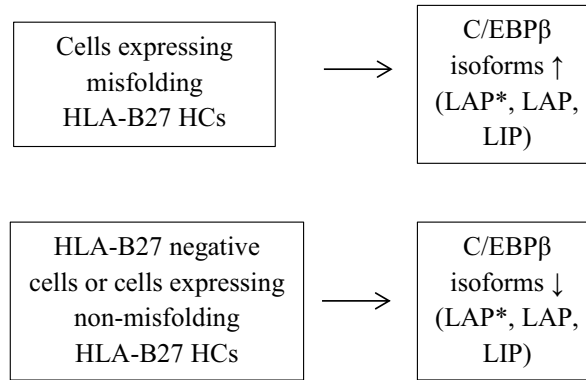 Cells expressing
misfolding
HLA-B27 HCs
C/EBPβ
isoforms ↑
(LAP*, LAP,
LIP)
HLA-B27 negative
cells or cells expressing
non-misfolding
HLA-B27 HCs
C/EBPβ
isoforms ↓
(LAP*, LAP,
LIP)